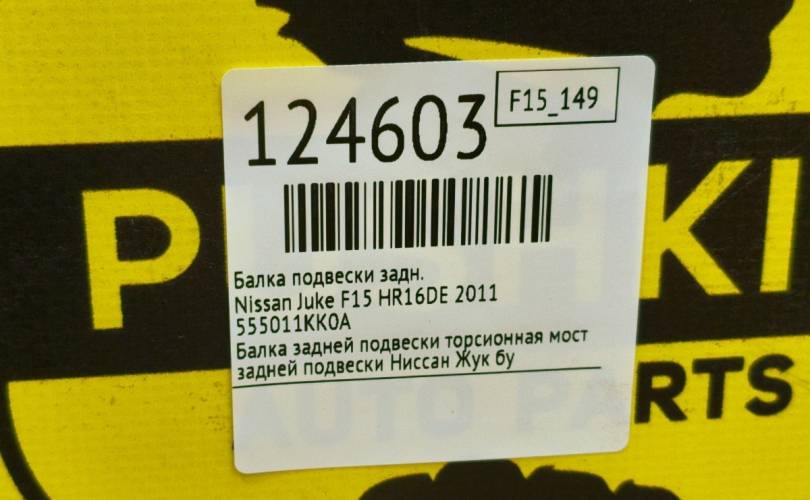 124603
F15_149
Балка подвески задн.
Nissan Juke F15 HR16DE 2011
555011KK0A
Балка задней подвески торсионная мост
задней подвески Ниссан Жук бу
AUTO PARTS